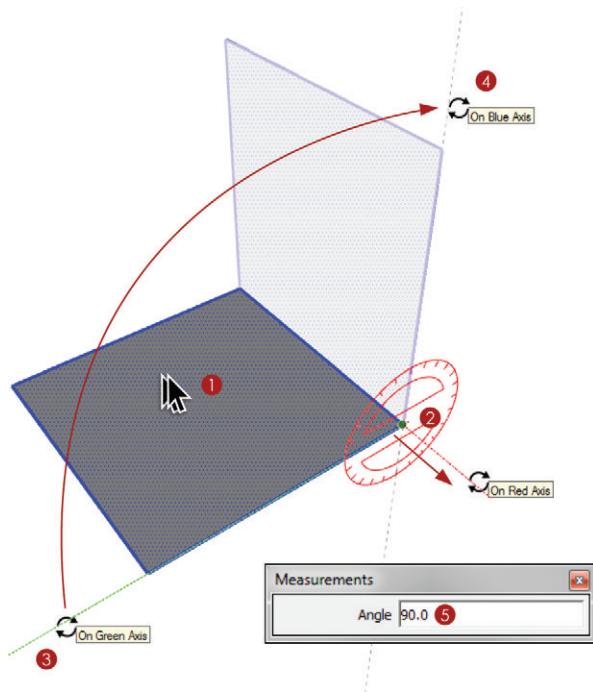 4
On Blue Axis
1
2
On Red Axis
Measurements
Angle 90.0 5
On Green Axis
3